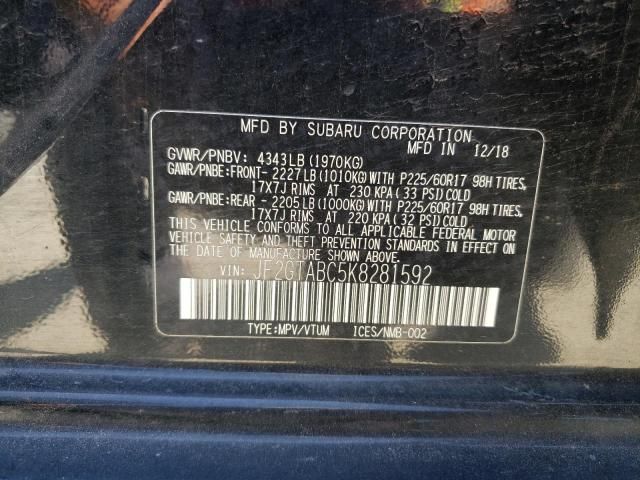 MFD BY SUBARU CORPORATION
MFD IN 12/18
GVWR/PNBV: 4343LB (1970KG)
GAWR/PNBE:FRONT- 2227 LB (1010KG) WITH P225/60R17 98H TIRES,
17X7J RIMS AT 230 KPA ( 33 PSI) COLD
GAWR/PNBE:REAR - 2205 LB (1000KG) WITH P225/60R17 98H TIRES,
17X7J RIMS AT 220 KPA ( 32 PSI) COLD
THIS VEHICLE CONFORMS TO ALL APPLICABLE FEDERAL MOTOR
VEHICLE SAFETY AND THEFT PREVENTION STANDARDS IN EFFECT ON
THE DATE OF MANUFACTURE SHOWN ABOVE.
VIN: JF2GTABC5K8281592
TYPE:MPV/VTUM ICES/NMB-002